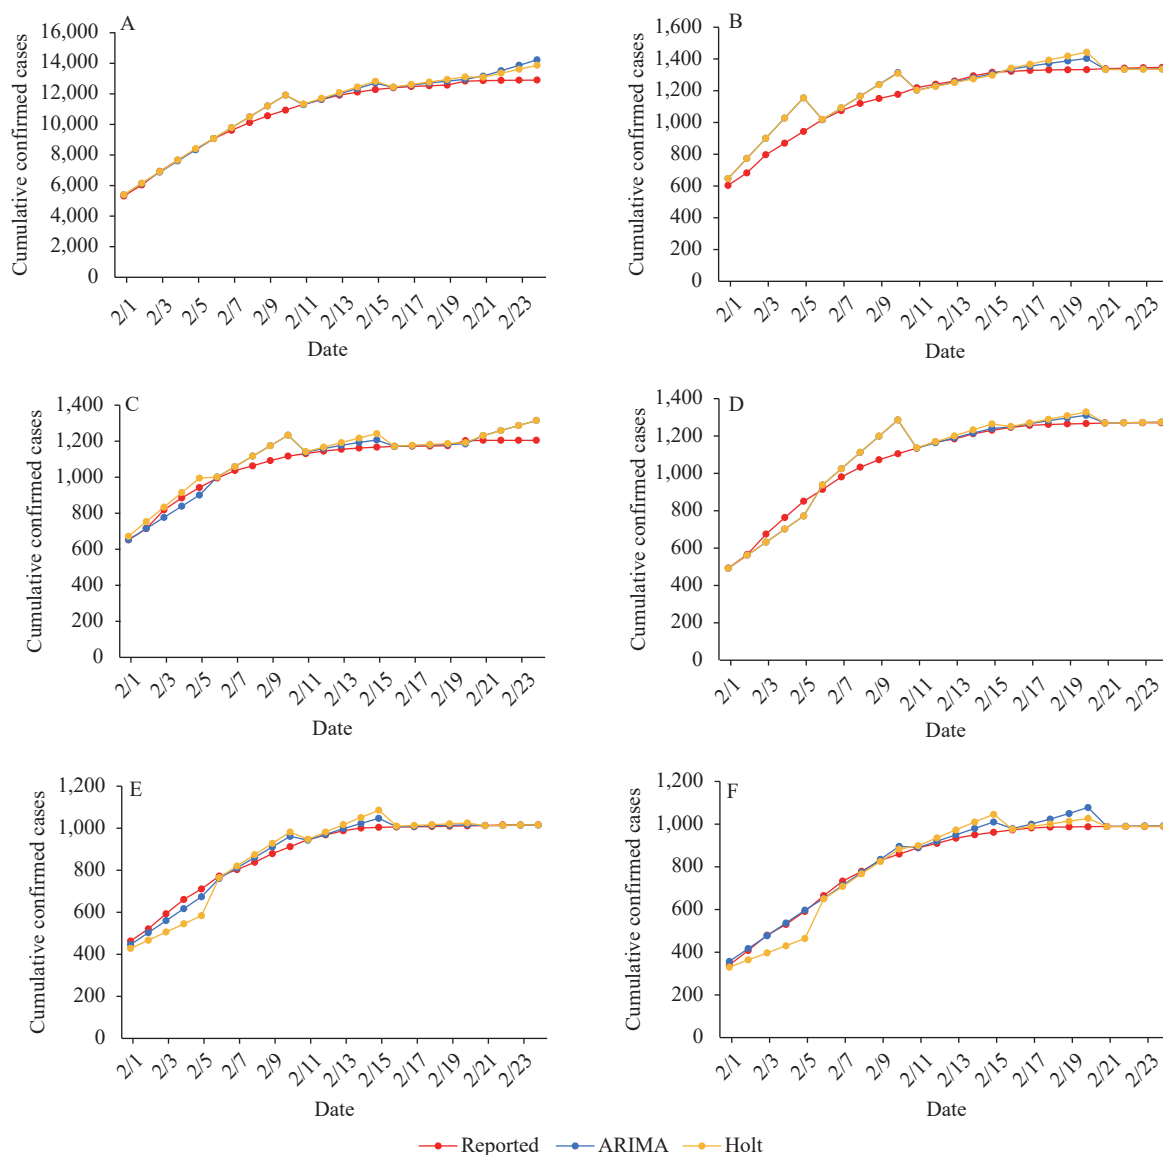 A
Cumulative confirmed cases
16,000
14,000
12,000
10,000
8,000
6,000
4,000
2,000
0
2/1 2/3 2/5 2/7 2/9 2/11 2/13 2/15 2/17 2/19 2/21 2/23
Date
B
Cumulative confirmed cases
1,600
1,400
1,200
1,000
800
600
400
200
0
2/1 2/3 2/5 2/7 2/9 2/11 2/13 2/15 2/17 2/19 2/21 2/23
Date
C
Cumulative confirmed cases
1,400
1,200
1,000
800
600
400
200
0
2/1 2/3 2/5 2/7 2/9 2/11 2/13 2/15 2/17 2/19 2/21 2/23
Date
D
Cumulative confirmed cases
1,400
1,200
1,000
800
600
400
200
0
2/1 2/3 2/5 2/7 2/9 2/11 2/13 2/15 2/17 2/19 2/21 2/23
Date
E
Cumulative confirmed cases
1,200
1,000
800
600
400
200
0
2/1 2/3 2/5 2/7 2/9 2/11 2/13 2/15 2/17 2/19 2/21 2/23
Date
F
Cumulative confirmed cases
1,200
1,000
800
600
400
200
0
2/1 2/3 2/5 2/7 2/9 2/11 2/13 2/15 2/17 2/19 2/21 2/23
Date
Reported ARIMA Holt